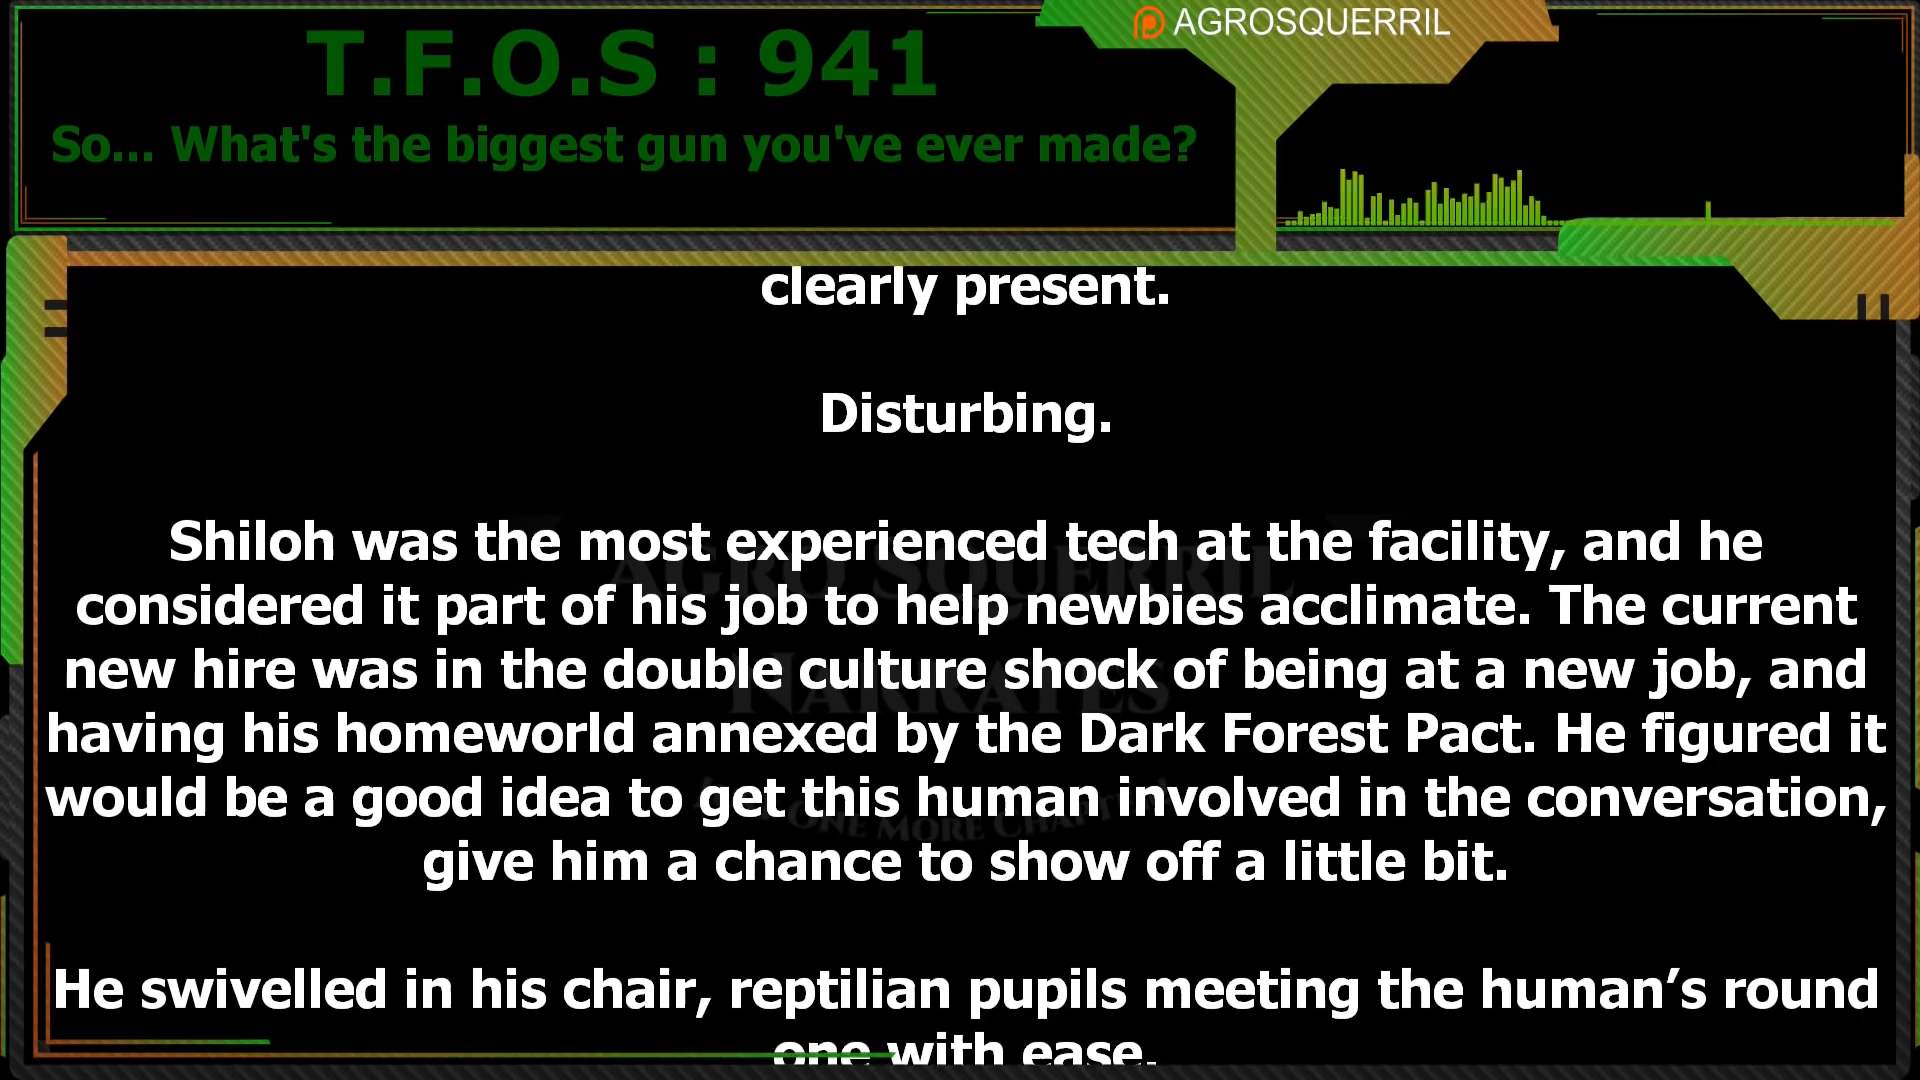 AGROSQUERRIL
T.F.O.S : 941
So... What's the biggest gun you've ever made?
clearly present.
Disturbing.
Shiloh was the most experienced tech at the facility, and he
considered it part of his job to help newbies acclimate. The current
new hire was in the double culture shock of being at a new job, and
having his homeworld annexed by the Dark Forest Pact. He figured it
would be a good idea to get this human involved in the conversation,
give him a chance to show off a little bit.
He swivelled in his chair, reptilian pupils meeting the human’s round
one with ease.
AGRO SQUERRIL
NARRATES